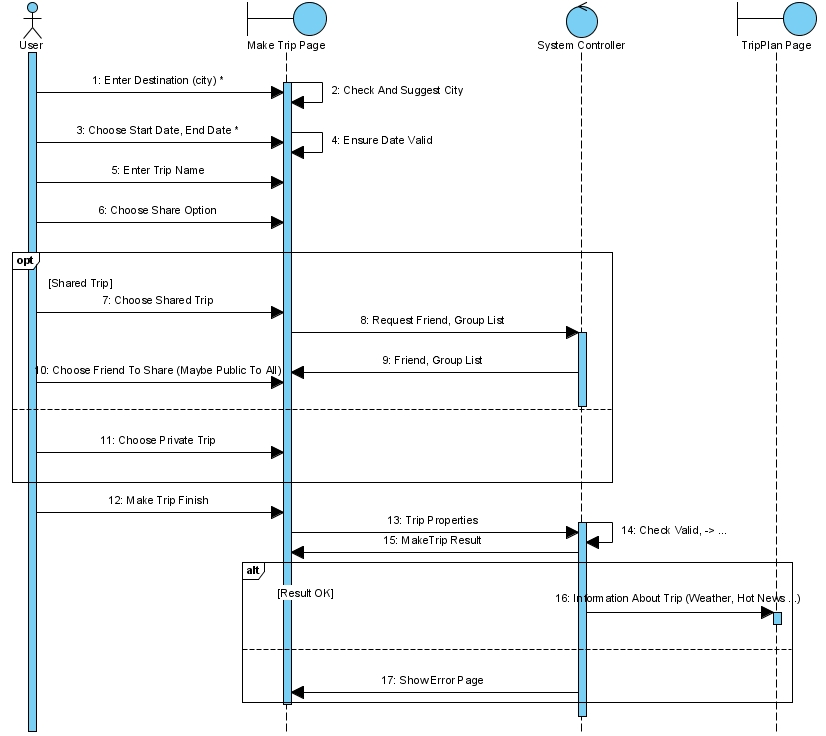 User
Make Trip Page
System Controller
TripPlan Page
1: Enter Destination (city) *
2: Check And Suggest City
3: Choose Start Date, End Date *
4: Ensure Date Valid
5: Enter Trip Name
6: Choose Share Option
opt
[Shared Trip]
7: Choose Shared Trip
8: Request Friend, Group List
9: Friend, Group List
10: Choose Friend To Share (Maybe Public To All)
11: Choose Private Trip
12: Make Trip Finish
13: Trip Properties
14: Check Valid, -> ...
15: MakeTrip Result
alt
[Result OK]
16: Information About Trip (Weather, Hot News ...)
17: Show Error Page